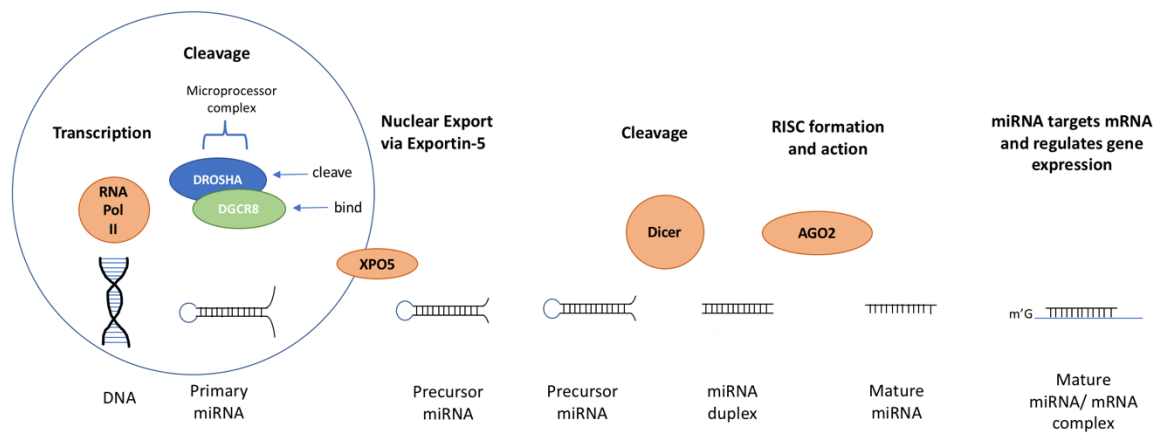 Cleavage
Microprocessor
complex
Transcription
DROSHA
cleave
DGCR8
bind
RNA
Pol
II
Nuclear Export
via Exportin-5
XPO5
Cleavage
Dicer
RISC formation
and action
AGO2
miRNA targets mRNA
and regulates gene
expression
m'G
DNA
Primary
miRNA
Precursor
miRNA
Precursor
miRNA
miRNA
duplex
Mature
miRNA
Mature
miRNA/ mRNA
complex